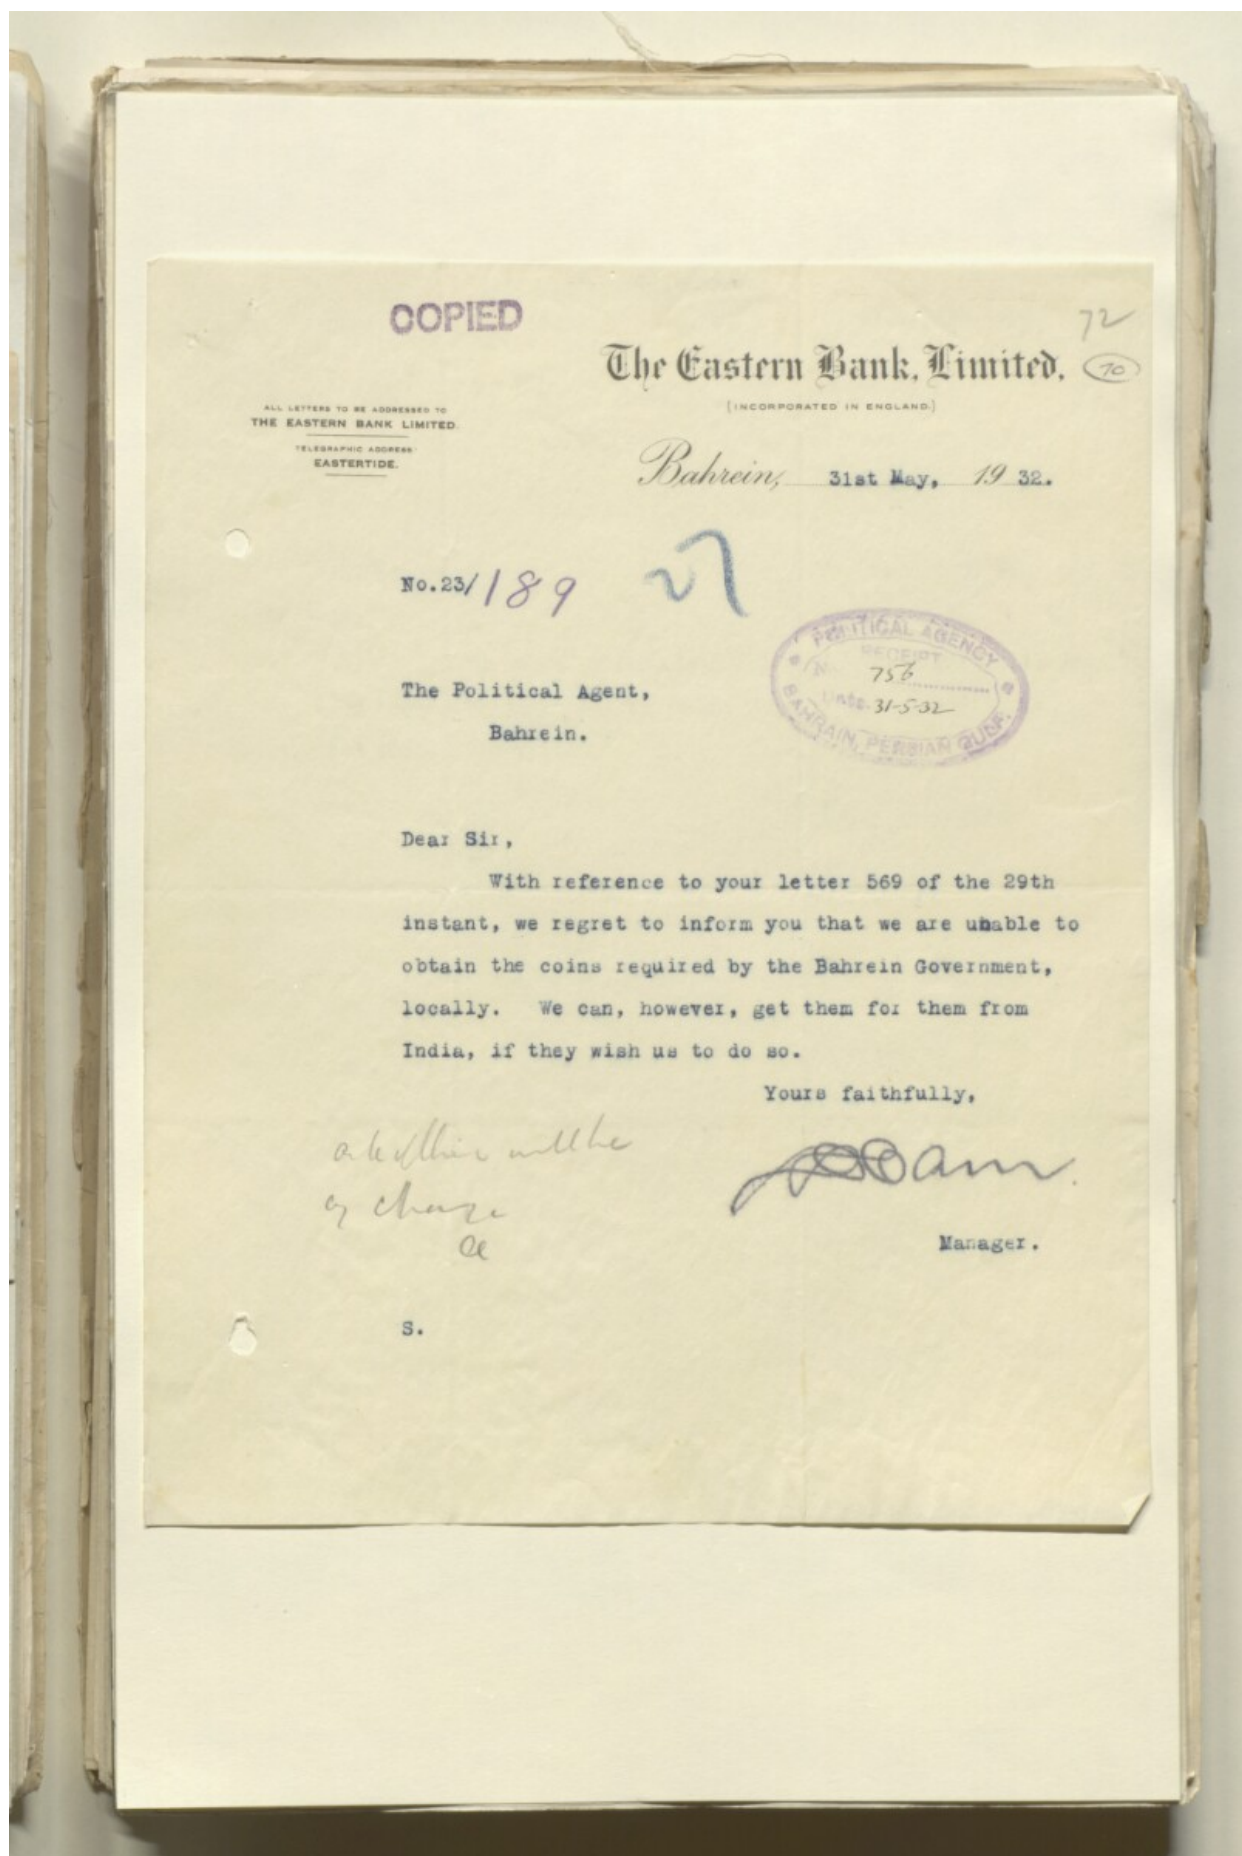 COPIED
72
The Eastern Bank, Limited.
70
(INCORPORATED IN ENGLAND.)
ALL LETTERS TO BE ADDRESSED TO
THE EASTERN BANK LIMITED.
TELEGRAPHIC ADDRESS
EASTERTIDE.
Bahrein, 31st May, 19 32.
No.23/189
27
POLITICAL AGENCY
RECEIPT
No. 756
Date 31-5-32
BAHRAIN, PERSIAN GULF.
The Political Agent,
Bahrein.
Dear Sir,
With reference to your letter 569 of the 29th
instant, we regret to inform you that we are unable to
obtain the coins required by the Bahrein Government,
locally. We can, however, get them for them from
India, if they wish us to do so.
Yours faithfully,
Manager.
S.